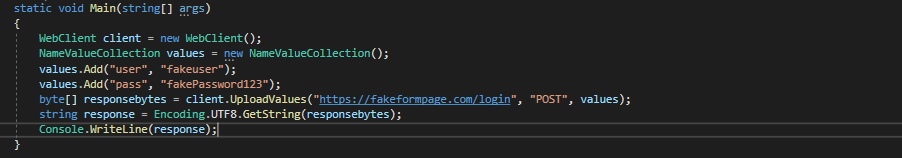 static void Main(string[] args)
{
WebClient client = new WebClient();
NameValueCollection values = new NameValueCollection();
values.Add("user", "fakeuser");
values.Add("pass", "fakePassword123");
byte[] responsebytes = client.UploadValues("https://fakeformpage.com/login", "POST", values);
string response = Encoding.UTF8.GetString(responsebytes);
Console.WriteLine(response);
}